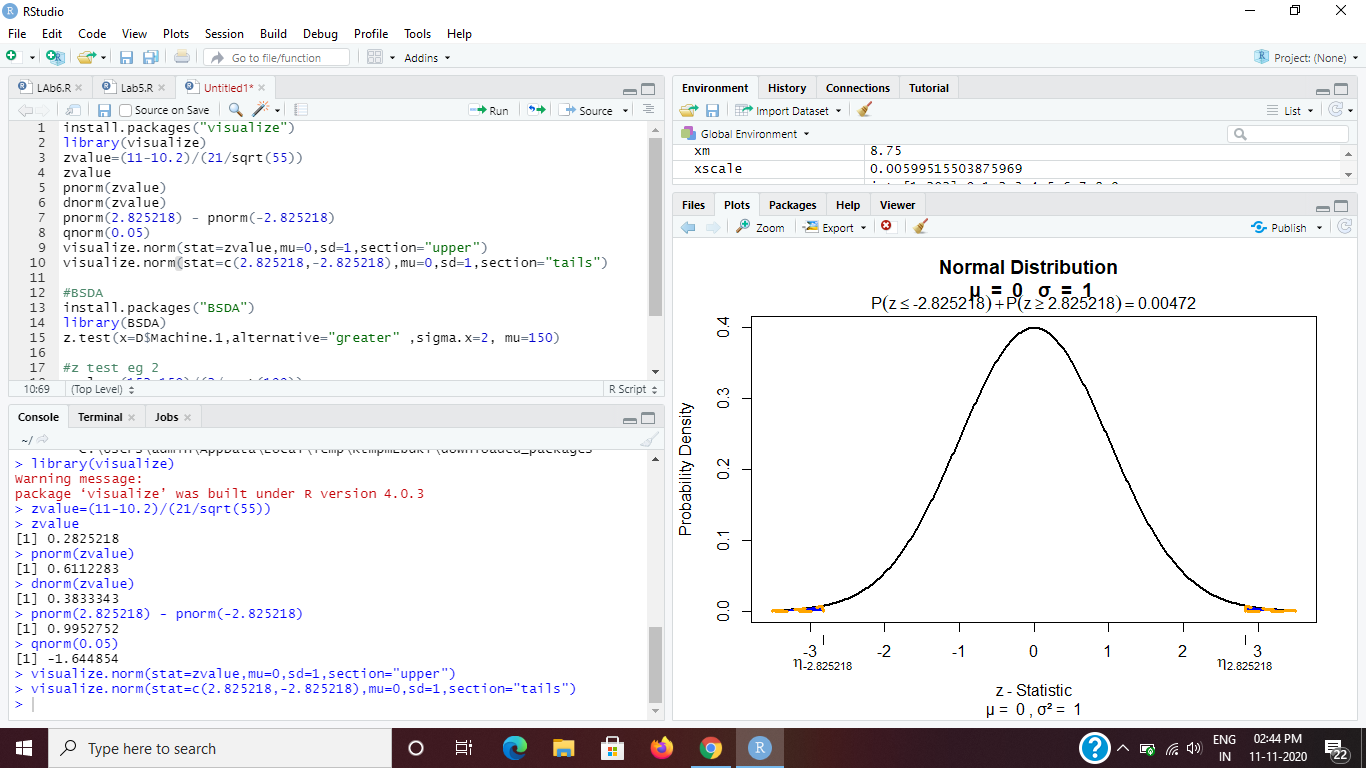 RStudio
File Edit Code View Plots Session Build Debug Profile Tools Help
Go to file/function Addins Project: (None)
LAb6.R Lab5.R Untitled1*
Source on Save Run Source
1 install.packages("visualize")
2 library(visualize)
3 zvalue=(11-10.2)/(21/sqrt(55))
4 zvalue
5 pnorm(zvalue)
6 dnorm(zvalue)
7 pnorm(2.825218) - pnorm(-2.825218)
8 qnorm(0.05)
9 visualize.norm(stat=zvalue,mu=0,sd=1,section="upper")
10 visualize.norm(stat=c(2.825218,-2.825218),mu=0,sd=1,section="tails")
11
12 #BSDA
13 install.packages("BSDA")
14 library(BSDA)
15 z.test(x=D$Machine.1,alternative="greater" ,sigma.x=2, mu=150)
16
17 #z test eg 2
10:69 (Top Level) R Script
Console Terminal Jobs
~/
> library(visualize)
Warning message:
package ‘visualize’ was built under R version 4.0.3
> zvalue=(11-10.2)/(21/sqrt(55))
> zvalue
[1] 0.2825218
> pnorm(zvalue)
[1] 0.6112283
> dnorm(zvalue)
[1] 0.3833343
> pnorm(2.825218) - pnorm(-2.825218)
[1] 0.9952752
> qnorm(0.05)
[1] -1.644854
> visualize.norm(stat=zvalue,mu=0,sd=1,section="upper")
> visualize.norm(stat=c(2.825218,-2.825218),mu=0,sd=1,section="tails")
>
Environment History Connections Tutorial
Import Dataset List
Global Environment
xm 8.75
xscale 0.00599515503875969
Files Plots Packages Help Viewer
Zoom Export Publish
Normal Distribution
μ = 0 σ = 1
P(z ≤ -2.825218)+P(z ≥ 2.825218) = 0.00472
Probability Density
0.4
0.3
0.2
0.1
0.0
-3 -2 -1 0 1 2 3
η-2.825218 η2.825218
z - Statistic
μ = 0 , σ² = 1
Type here to search
ENG
IN
02:44 PM
11-11-2020
22